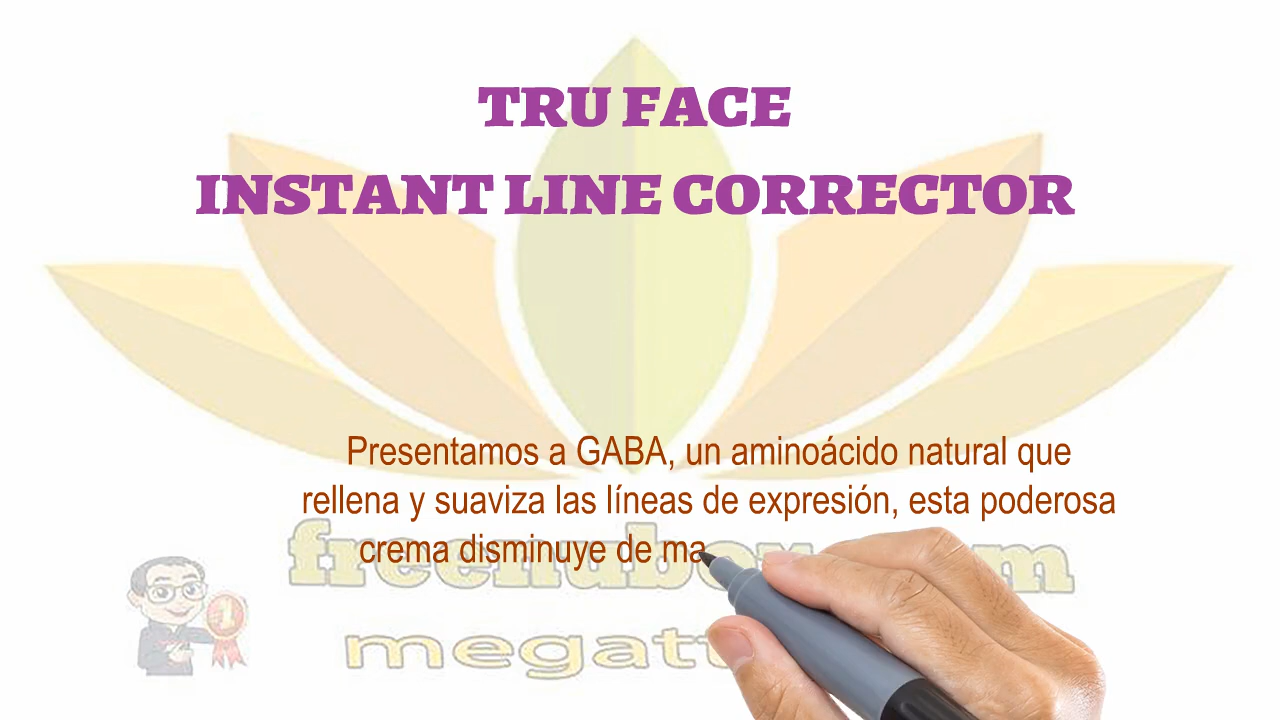 TRU FACE
INSTANT LINE CORRECTOR
Presentamos a GABA, un aminoácido natural que
rellena y suaviza las líneas de expresión, esta poderosa
crema disminuye de ma
1